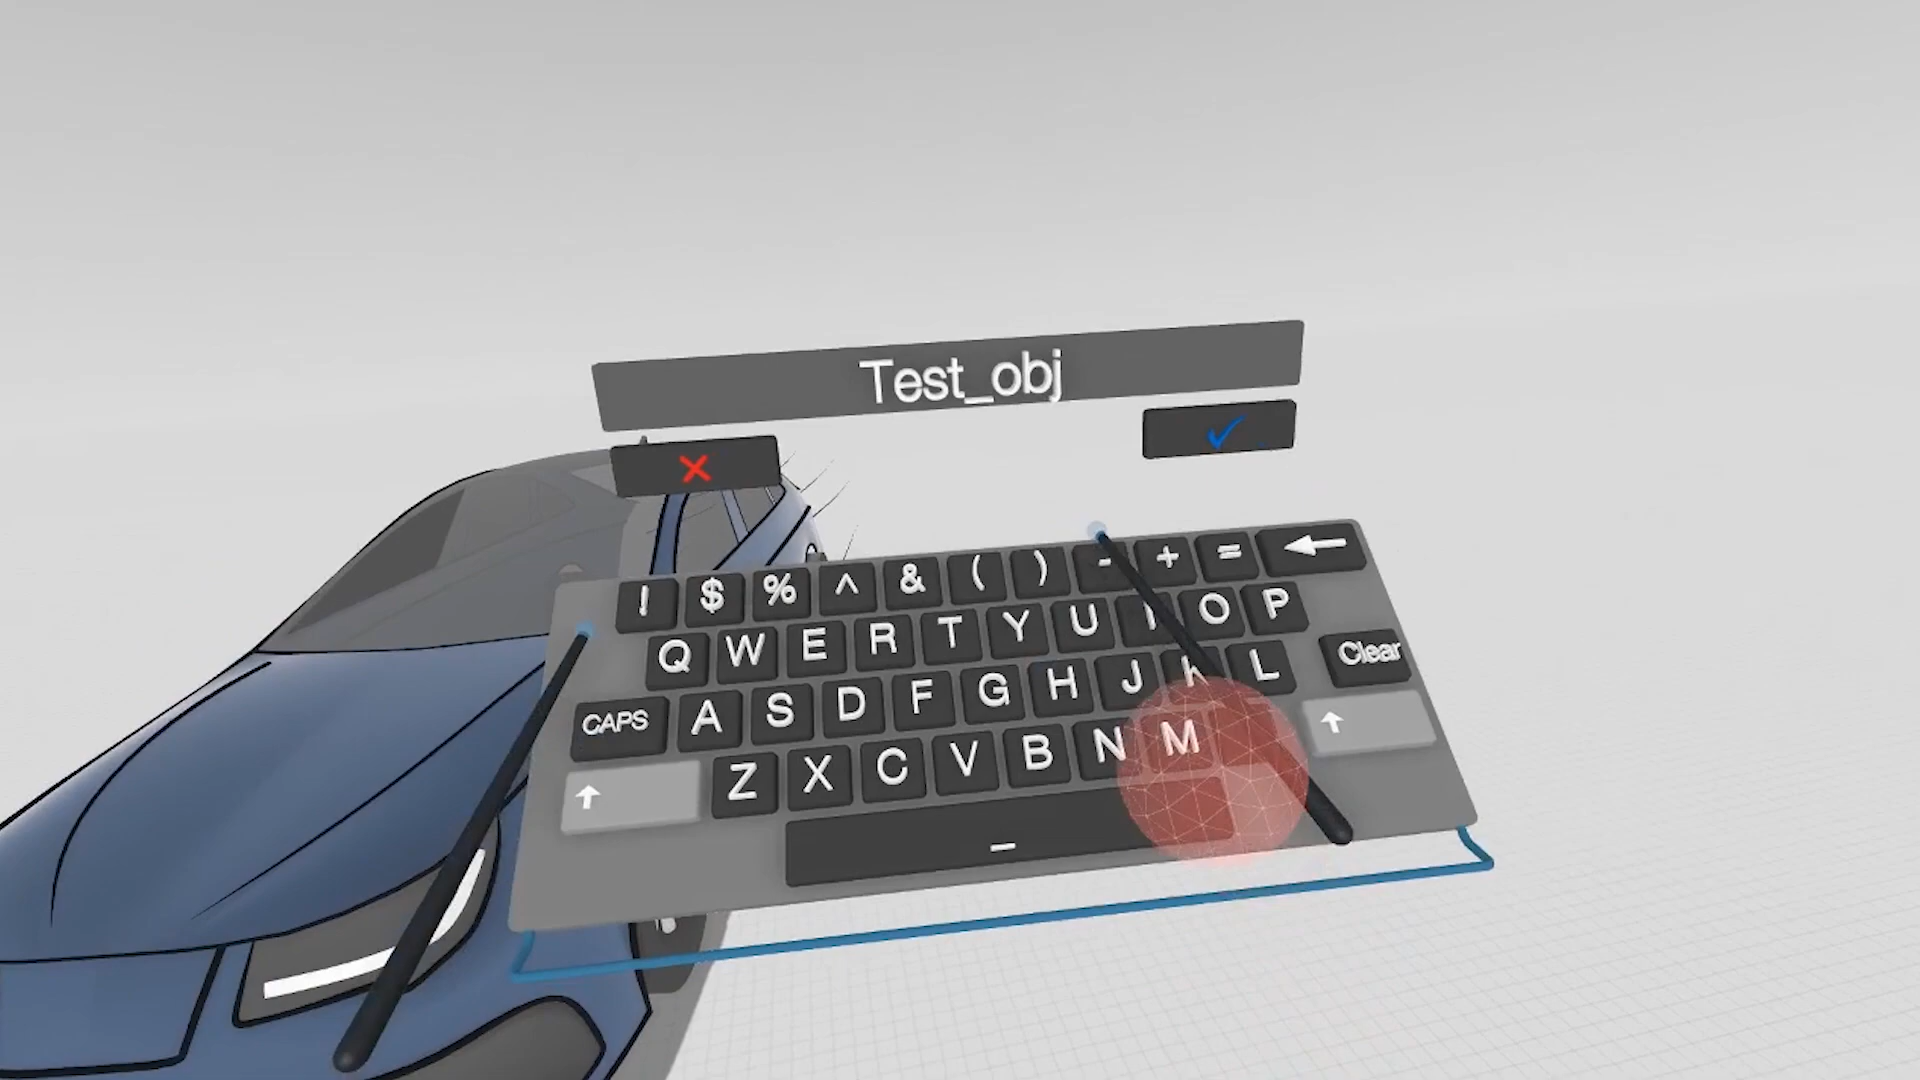 Test_obj
! $ % ^ & ( ) - + =
Q W E R T Y U I O P
Clear
CAPS A S D F G H J K L
Z X C V B N M